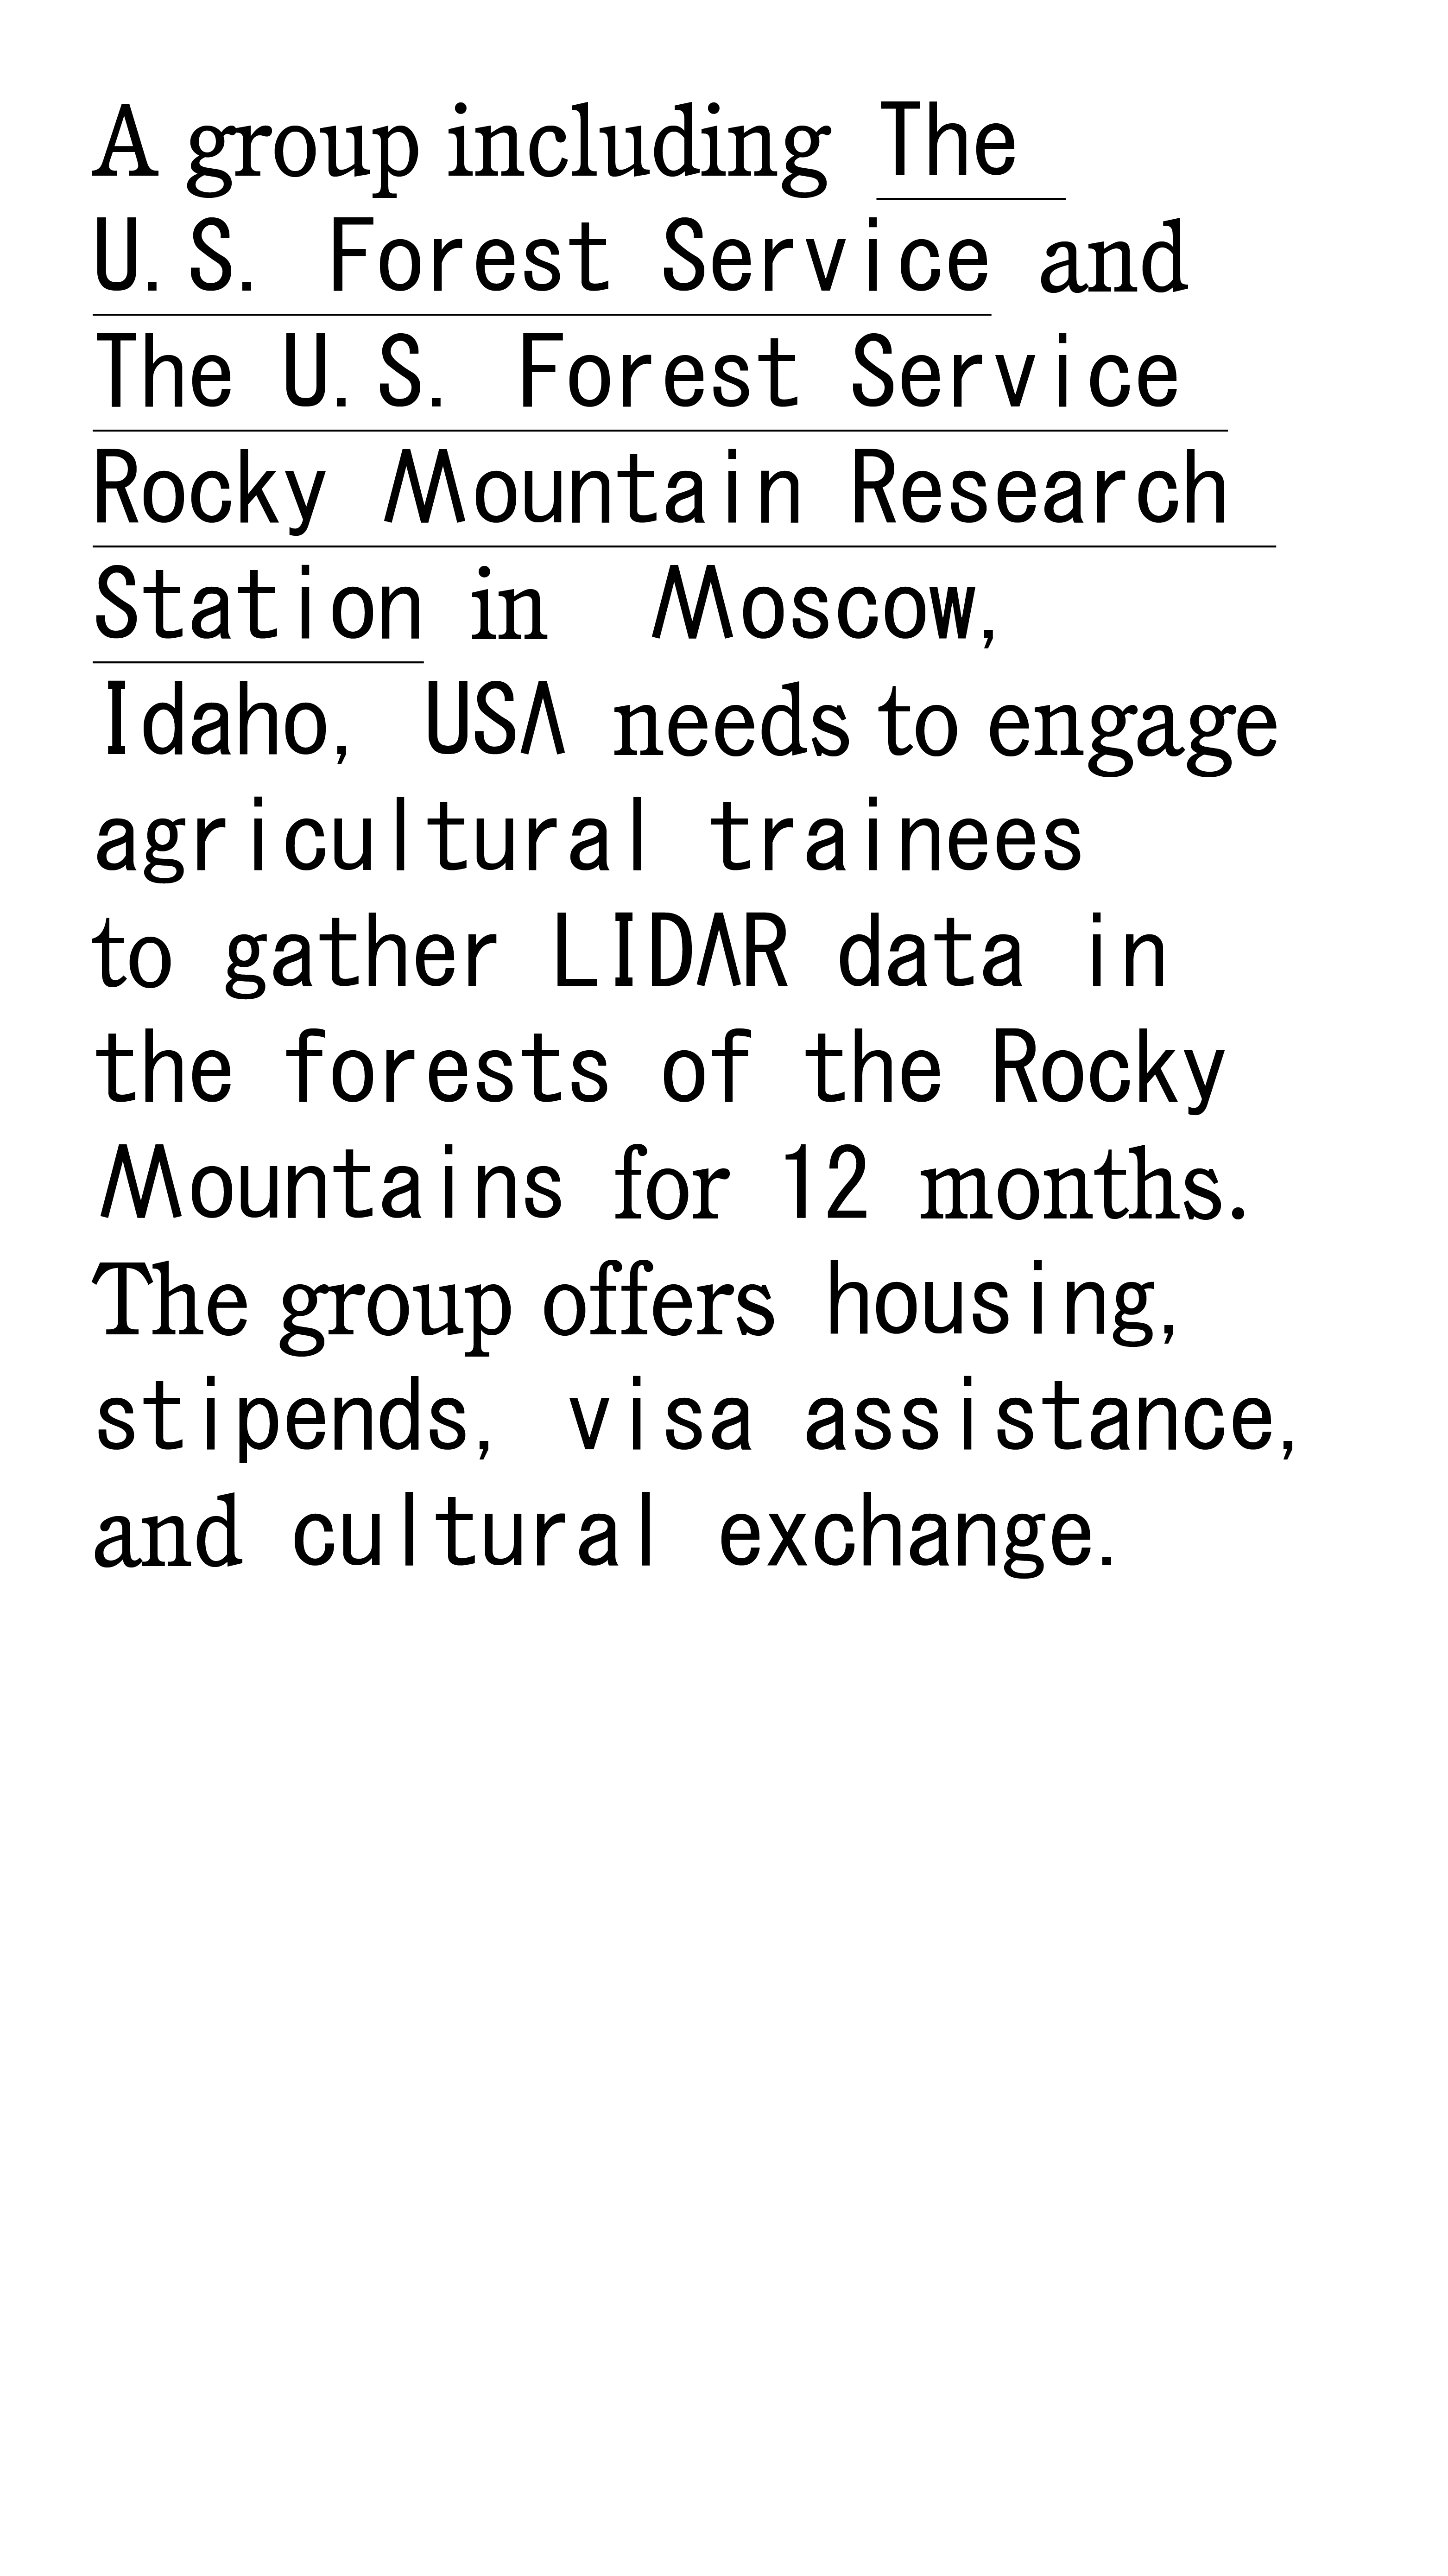 A group including The
U.S. Forest Service and
The U.S. Forest Service
Rocky Mountain Research
Station in Moscow,
Idaho, USA needs to engage
agricultural trainees
to gather LIDAR data in
the forests of the Rocky
Mountains for 12 months.
The group offers housing,
stipends, visa assistance,
and cultural exchange.